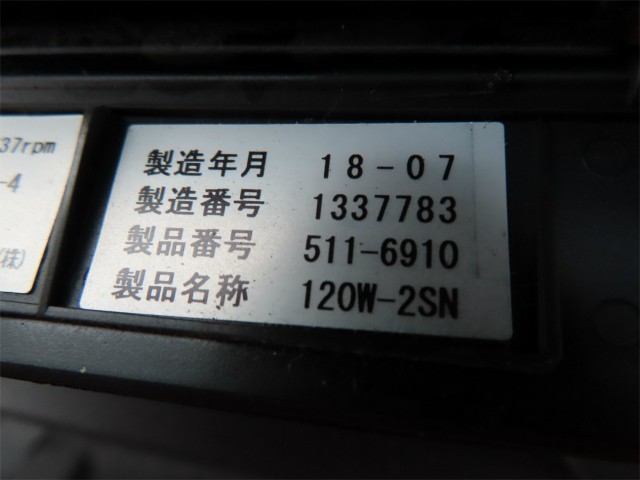 37rpm
-4
(株)
製造年月 18-07
製造番号 1337783
製品番号 511-6910
製品名称 120W-2SN